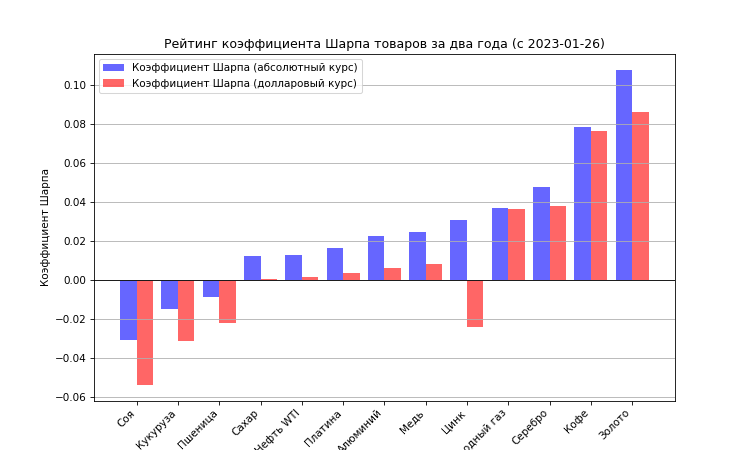 Рейтинг коэффициента Шарпа товаров за два года (с 2023-01-26)
Коэффициент Шарпа (абсолютный курс)
Коэффициент Шарпа (долларовый курс)
Коэффициент Шарпа
0.10
0.08
0.06
0.04
0.02
0.00
−0.02
−0.04
−0.06
Соя
Кукуруза
Пшеница
Сахар
Нефть WTI
Платина
Алюминий
Медь
Цинк
одный газ
Серебро
Кофе
Золото